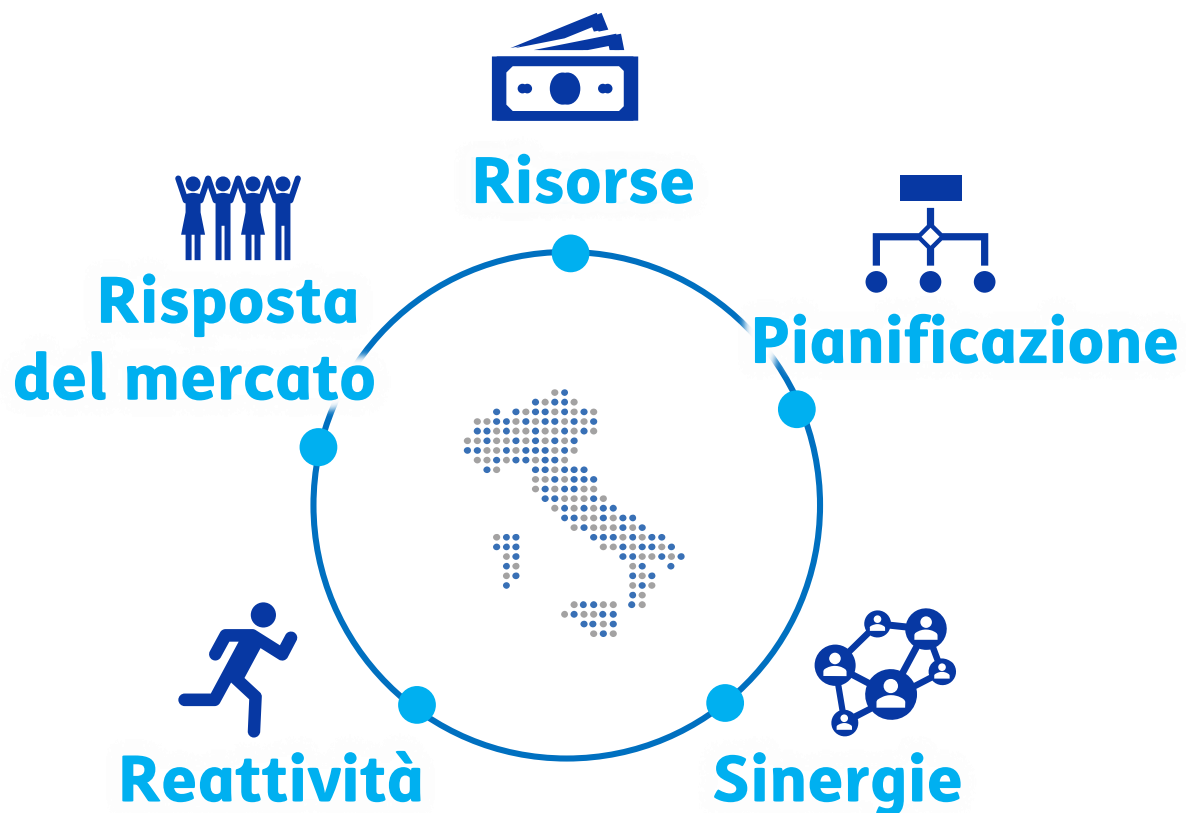 Risorse
Pianificazione
Sinergie
Reattività
Risposta
del mercato